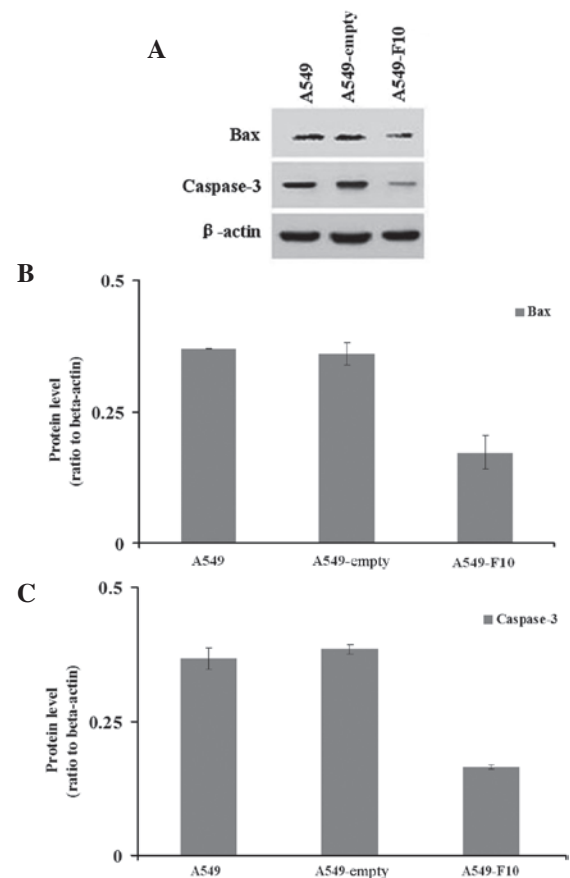 A
A549
A549-empty
A549-F10
Bax
Caspase-3
β-actin
B
0.5
0.25
0
Protein level
(ratio to beta-actin)
Bax
A549
A549-empty
A549-F10
C
0.5
0.25
0
Protein level
(ratio to beta-actin)
Caspase-3
A549
A549-empty
A549-F10